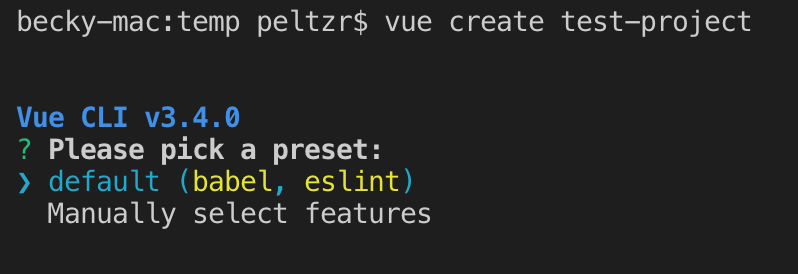 becky-mac:temp peltzr$ vue create test-project
Vue CLI v3.4.0
? Please pick a preset:
❯ default (babel, eslint)
Manually select features